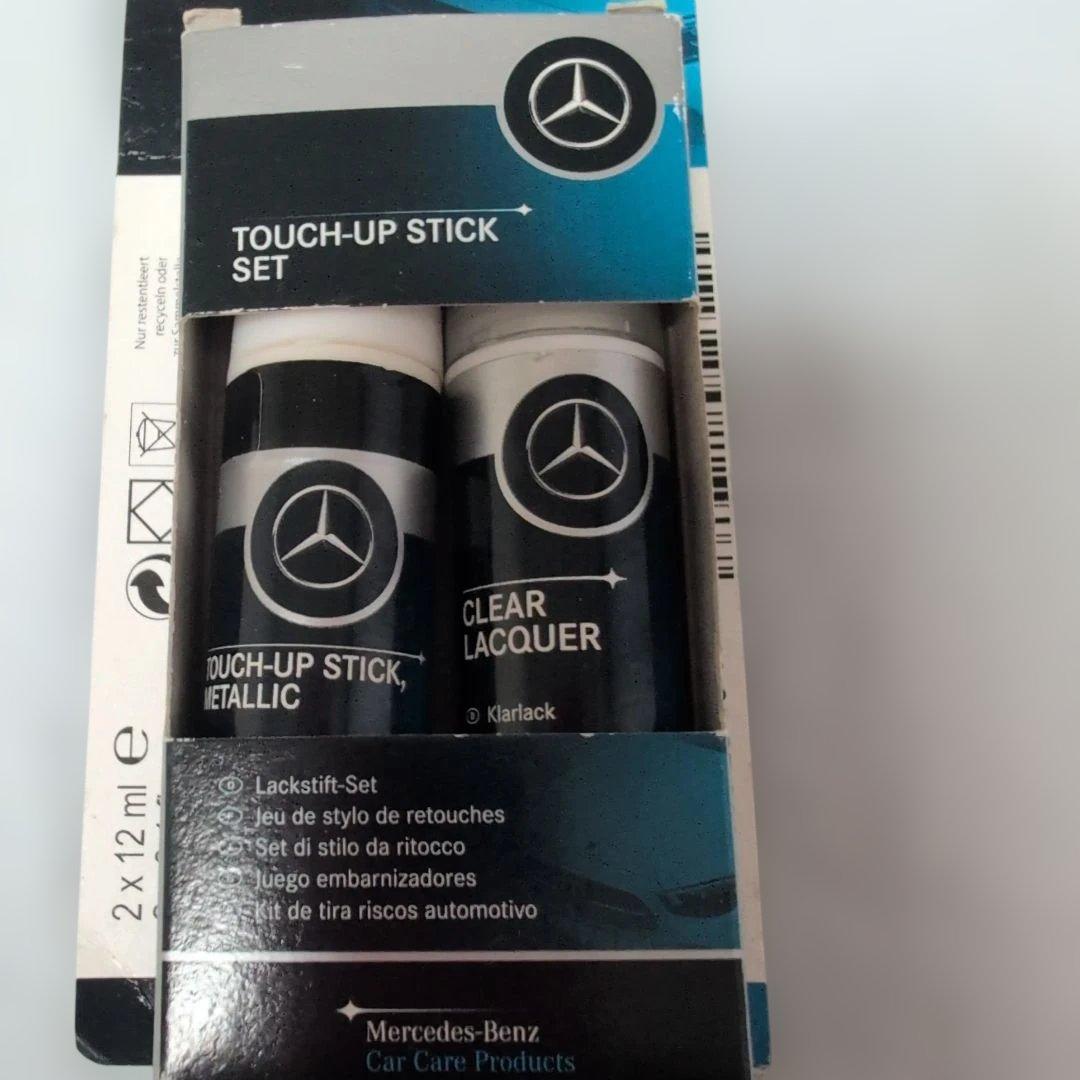 TOUCH-UP STICK
SET
Nur restentleert
recyceln oder
TOUCH-UP STICK,
METALLIC
CLEAR
LACQUER
D Klarlack
2 x 12 ml e
Lackstift-Set
Jeu de stylo de retouches
Set di stilo da ritocco
Juego embarnizadores
Kit de tira riscos automotivo
Mercedes-Benz
Car Care Products